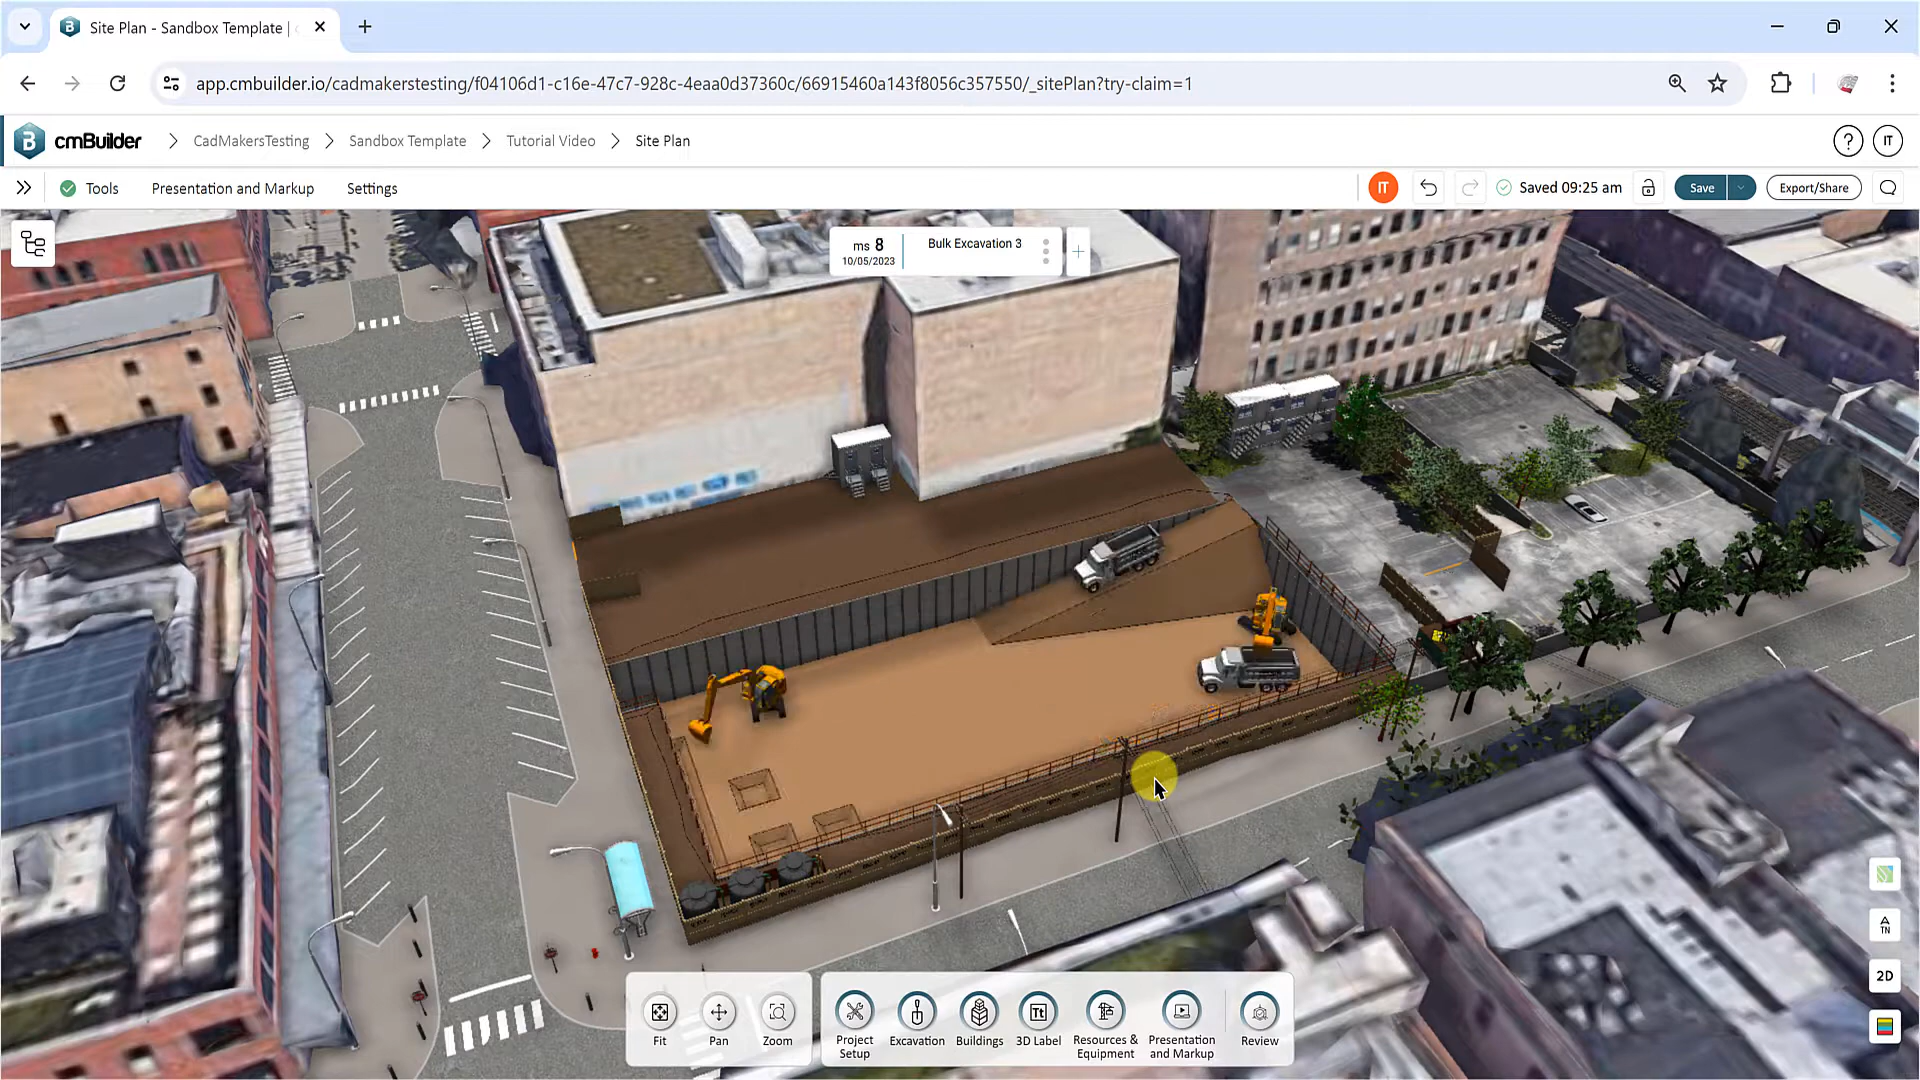 Site Plan - Sandbox Template |
app.cmbuilder.io/cadmakerstesting/f04106d1-c16e-47c7-928c-4eaa0d37360c/66915460a143f8056c357550/_sitePlan?try-claim=1
B cmBuilder CadMakersTesting Sandbox Template Tutorial Video Site Plan ? IT
Tools Presentation and Markup Settings IT Saved 09:25 am Save Export/Share
ms 8 Bulk Excavation 3
10/05/2023
A
TN
2D
Fit Pan Zoom Project Setup Excavation Buildings Tt 3D Label Resources & Equipment Presentation and Markup Review